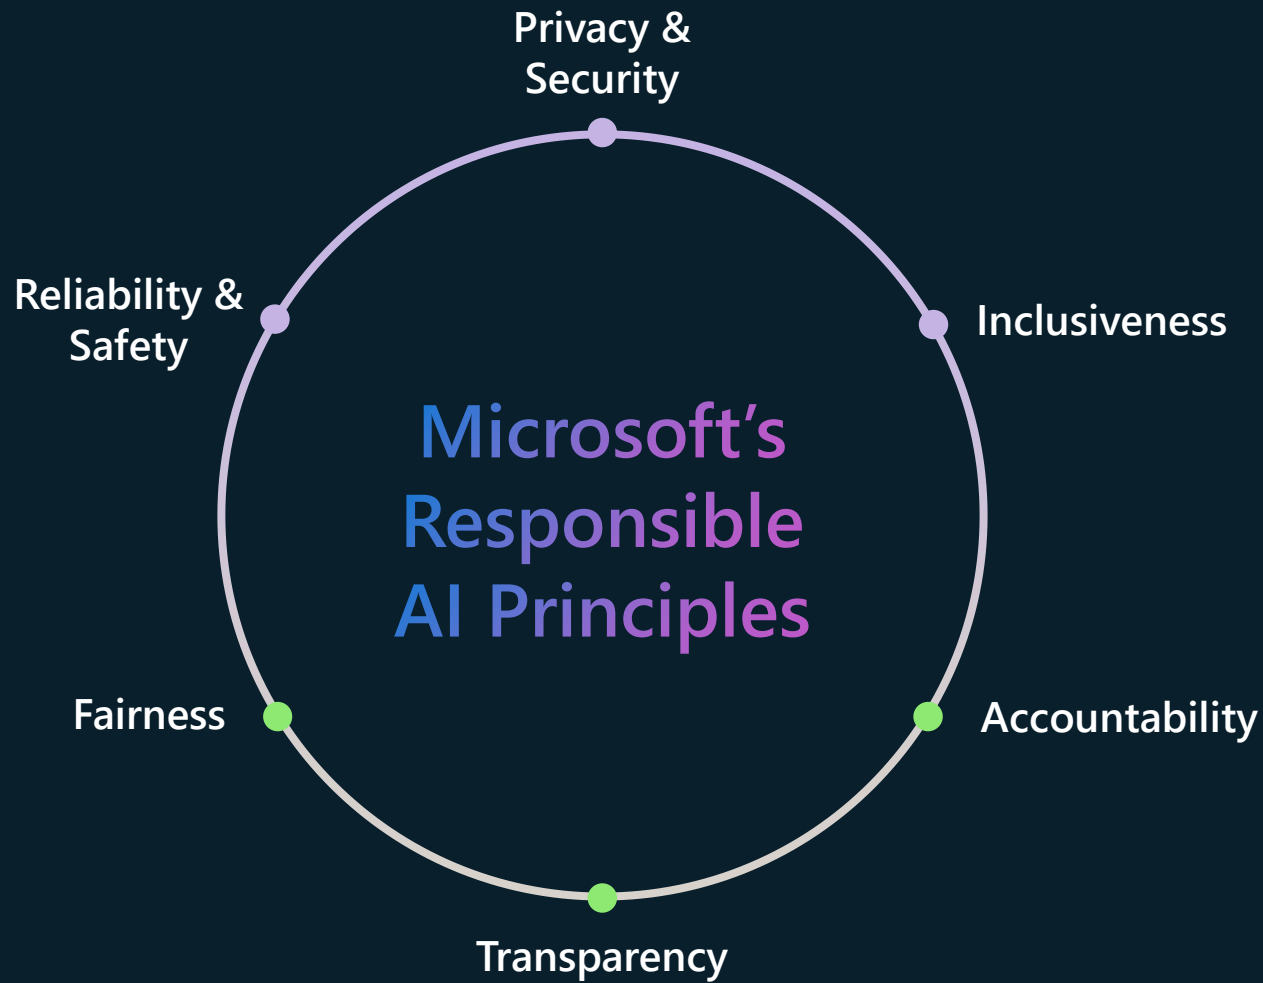 Privacy &
Security
Reliability &
Safety
Inclusiveness
Microsoft’s
Responsible
AI Principles
Fairness
Accountability
Transparency